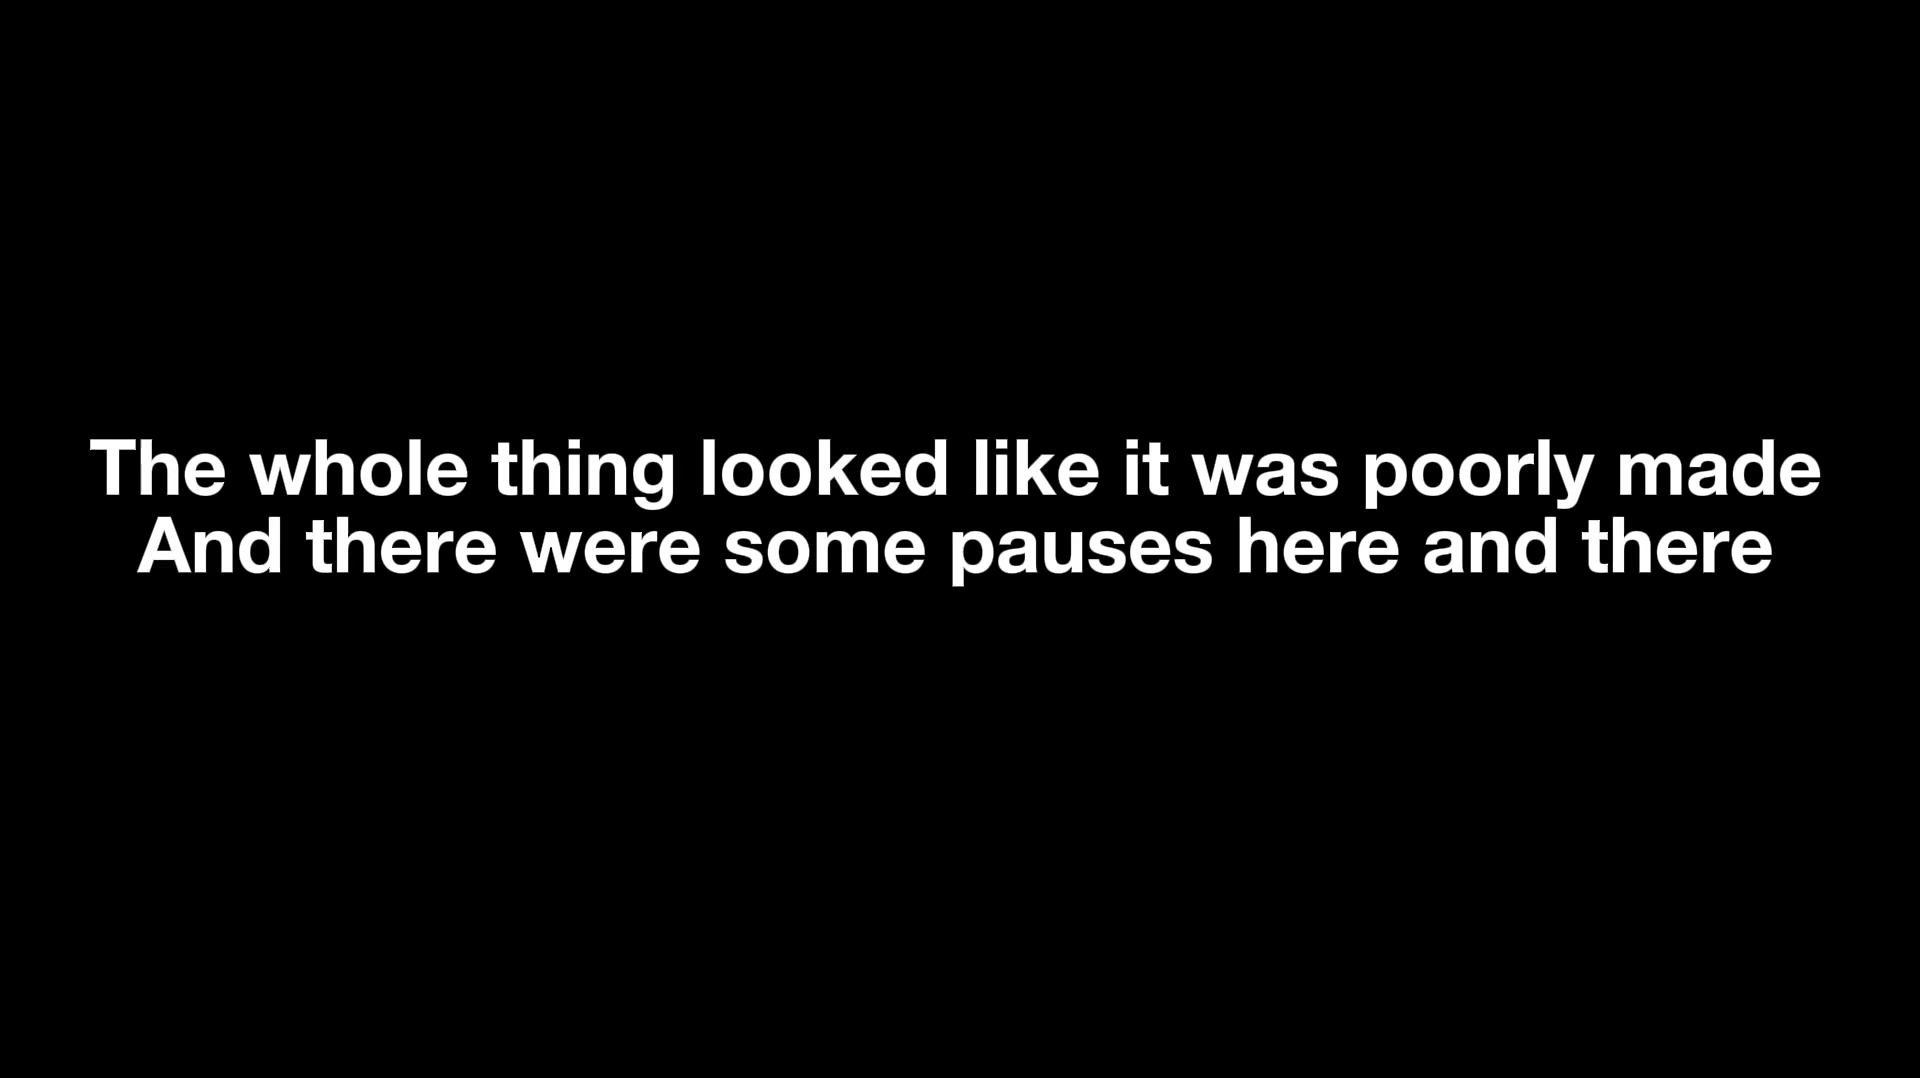 The whole thing looked like it was poorly made
And there were some pauses here and there